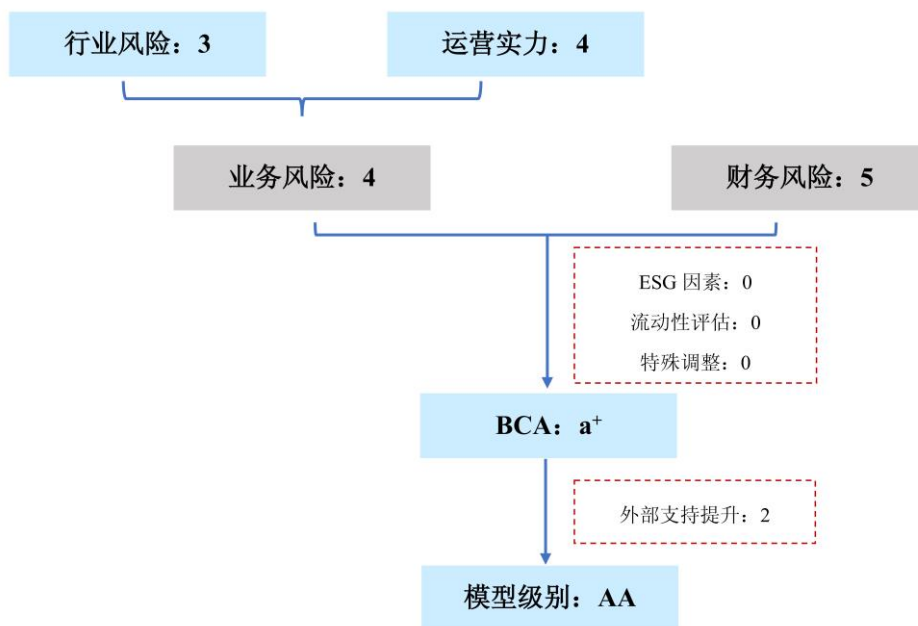 行业风险：3
运营实力：4
业务风险：4
财务风险：5
ESG 因素：0
流动性评估：0
特殊调整：0
BCA：a⁺
外部支持提升：2
模型级别：AA